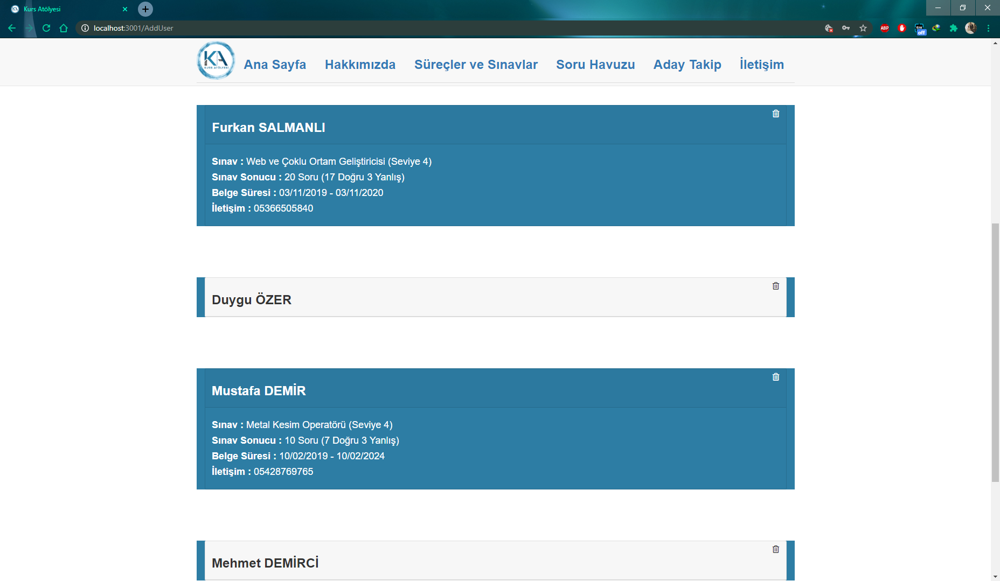 Kurs Atölyesi
localhost:3001/AddUser
ABP
off
KA
KURS ATÖLYESİ
Ana Sayfa Hakkımızda Süreçler ve Sınavlar Soru Havuzu Aday Takip İletişim
Furkan SALMANLI
Sınav : Web ve Çoklu Ortam Geliştiricisi (Seviye 4)
Sınav Sonucu : 20 Soru (17 Doğru 3 Yanlış)
Belge Süresi : 03/11/2019 - 03/11/2020
İletişim : 05366505840
Duygu ÖZER
Mustafa DEMİR
Sınav : Metal Kesim Operatörü (Seviye 4)
Sınav Sonucu : 10 Soru (7 Doğru 3 Yanlış)
Belge Süresi : 10/02/2019 - 10/02/2024
İletişim : 05428769765
Mehmet DEMİRCİ